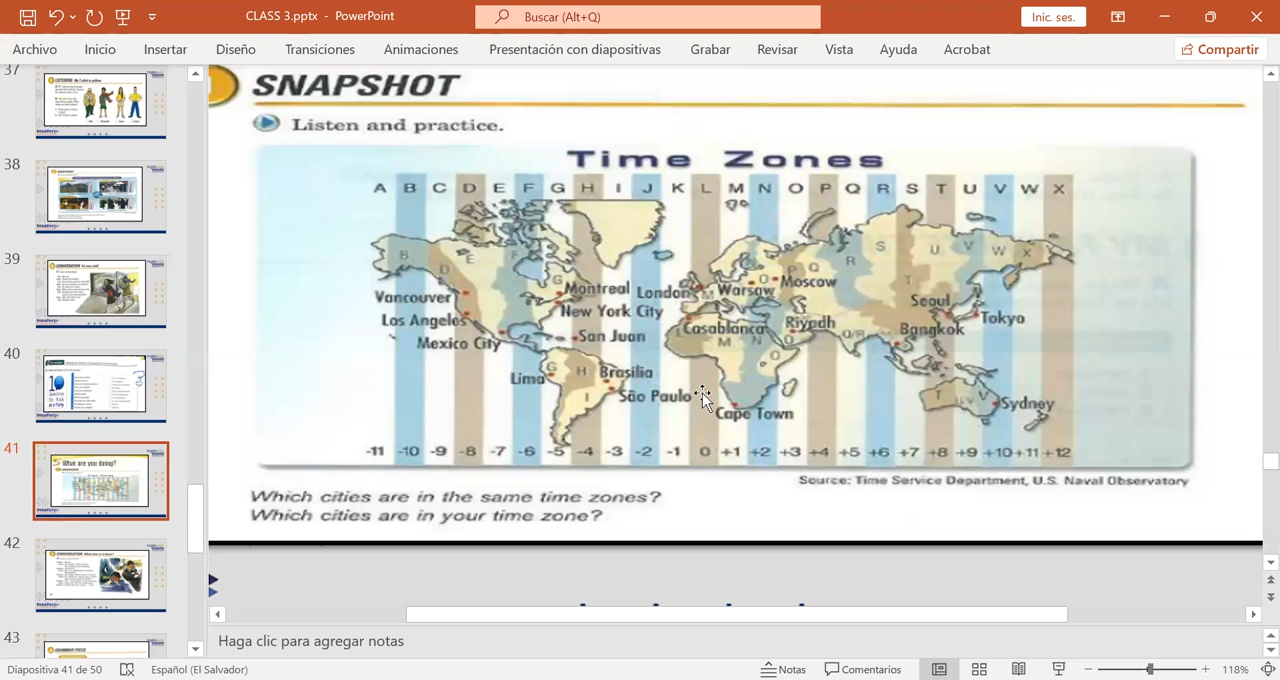 CLASS 3.pptx - PowerPoint
Buscar (Alt+Q)
Inic. ses.
Archivo Inicio Insertar Diseño Transiciones Animaciones Presentación con diapositivas Grabar Revisar Vista Ayuda Acrobat Compartir
37
38
39
40
41
What are you doing?
42
43
SNAPSHOT
Listen and practice.
Time Zones
A B C D E F G H I J K L M N O P Q R S T U V W X
Vancouver
Los Angeles
Mexico City
Montreal
New York City
San Juan
Lima
Brasilia
São Paulo
London
Warsaw
Moscow
Casablanca
Riyadh
Cape Town
Seoul
Bangkok
Tokyo
Sydney
-11 -10 -9 -8 -7 -6 -5 -4 -3 -2 -1 0 +1 +2 +3 +4 +5 +6 +7 +8 +9 +10 +11 +12
Source: Time Service Department, U.S. Naval Observatory
Which cities are in the same time zones?
Which cities are in your time zone?
Haga clic para agregar notas
Diapositiva 41 de 50 Español (El Salvador) Notas Comentarios 118%